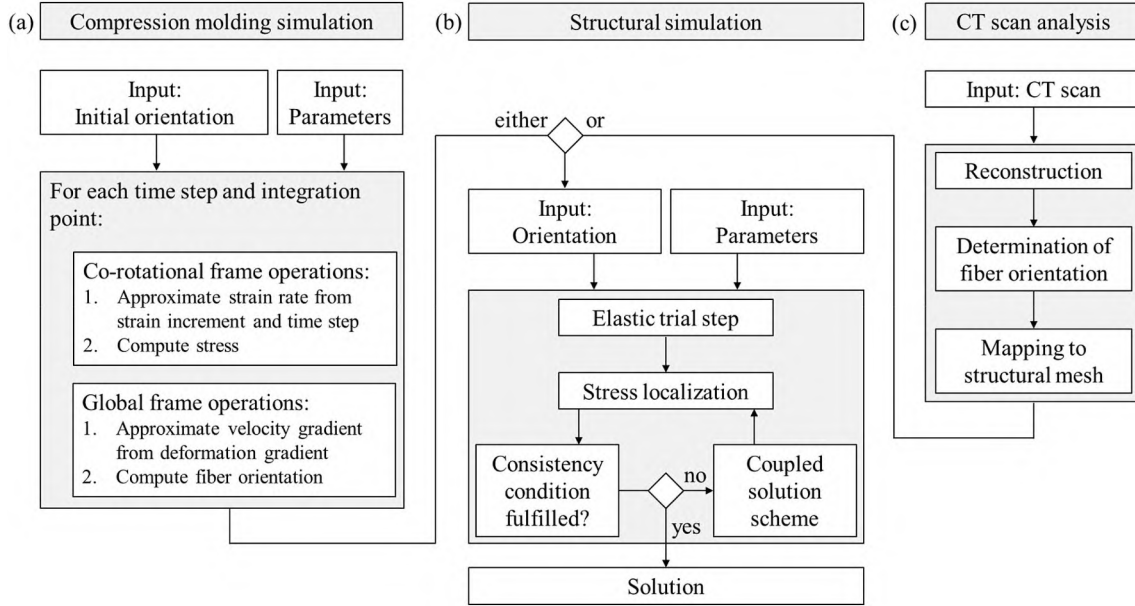 (a) Compression molding simulation
Input:
Initial orientation
Input:
Parameters
For each time step and integration
point:
Co-rotational frame operations:
1. Approximate strain rate from
strain increment and time step
2. Compute stress
Global frame operations:
1. Approximate velocity gradient
from deformation gradient
2. Compute fiber orientation
(b) Structural simulation
either or
Input:
Orientation
Input:
Parameters
Elastic trial step
Stress localization
Consistency
condition
fulfilled?
no
yes
Coupled
solution
scheme
Solution
(c) CT scan analysis
Input: CT scan
Reconstruction
Determination of
fiber orientation
Mapping to
structural mesh